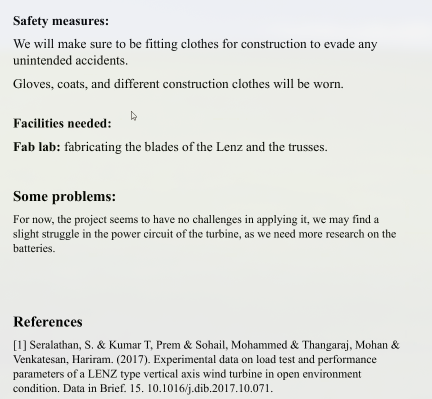 Safety measures:
We will make sure to be fitting clothes for construction to evade any
unintended accidents.
Gloves, coats, and different construction clothes will be worn.
Facilities needed:
Fab lab: fabricating the blades of the Lenz and the trusses.
Some problems:
For now, the project seems to have no challenges in applying it, we may find a
slight struggle in the power circuit of the turbine, as we need more research on the
batteries.
References
[1] Seralathan, S. & Kumar T, Prem & Sohail, Mohammed & Thangaraj, Mohan &
Venkatesan, Hariram. (2017). Experimental data on load test and performance
parameters of a LENZ type vertical axis wind turbine in open environment
condition. Data in Brief. 15. 10.1016/j.dib.2017.10.071.